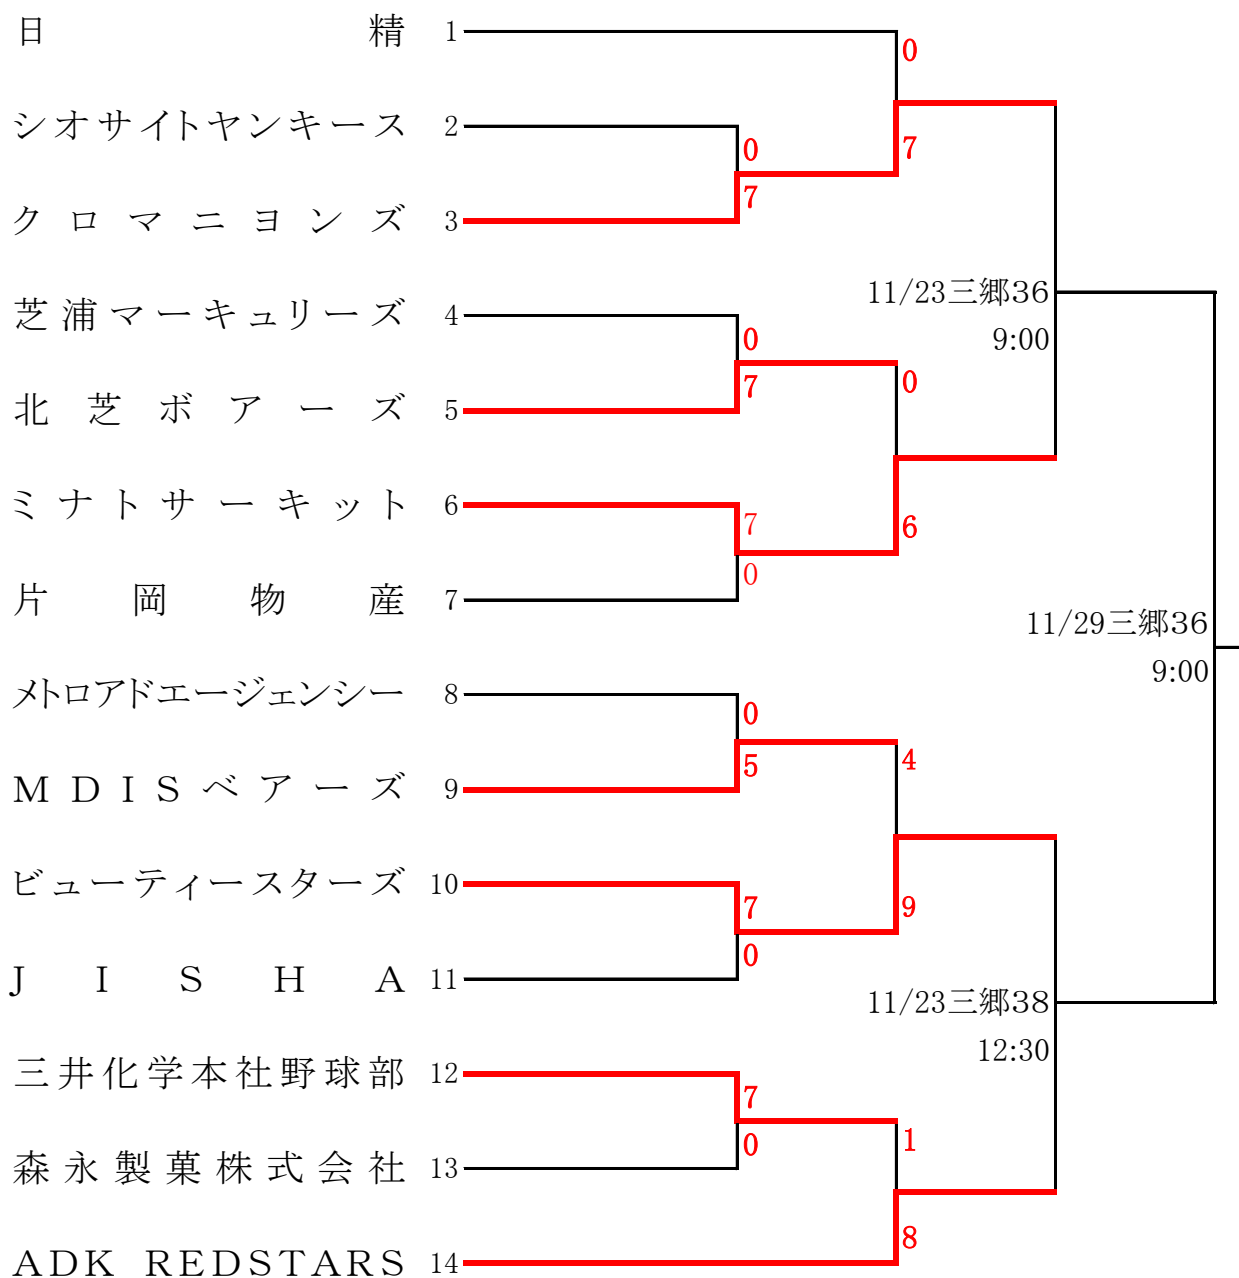 日精 1
0
シオサイトヤンキース 2
0
7
7
クロマニヨンズ 3
11/23三郷36
芝浦マーキュリーズ 4
0
9:00
7
0
北芝ボアーズ 5
ミナトサーキット 6
7
6
0
片岡物産 7
11/29三郷36
9:00
メトロアドエージェンシー 8
0
5
4
MDISベアーズ 9
ビューティースターズ 10
7
9
0
JISHA 11
11/23三郷38
12:30
三井化学本社野球部 12
7
0
1
森永製菓株式会社 13
8
ADK REDSTARS 14